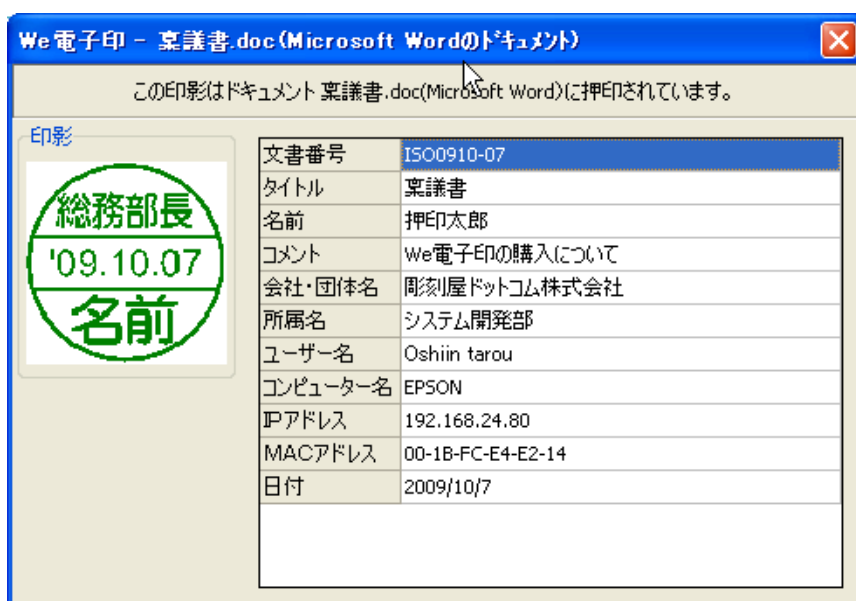 We電子印 - 稟議書.doc(Microsoft Wordのドキュメント)
この印影はドキュメント 稟議書.doc(Microsoft Word)に押印されています。
印影
総務部長
'09.10.07
名前
文書番号 ISO0910-07
タイトル 稟議書
名前 押印太郎
コメント We電子印の購入について
会社・団体名 彫刻屋ドットコム株式会社
所属名 システム開発部
ユーザー名 Oshiin tarou
コンピューター名 EPSON
IPアドレス 192.168.24.80
MACアドレス 00-1B-FC-E4-E2-14
日付 2009/10/7